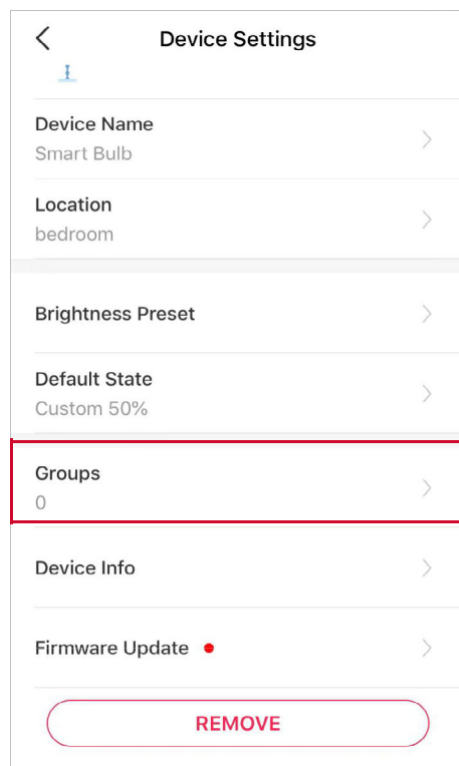 Device Settings
Device Name
Smart Bulb
Location
bedroom
Brightness Preset
Default State
Custom 50%
Groups
0
Device Info
Firmware Update
REMOVE